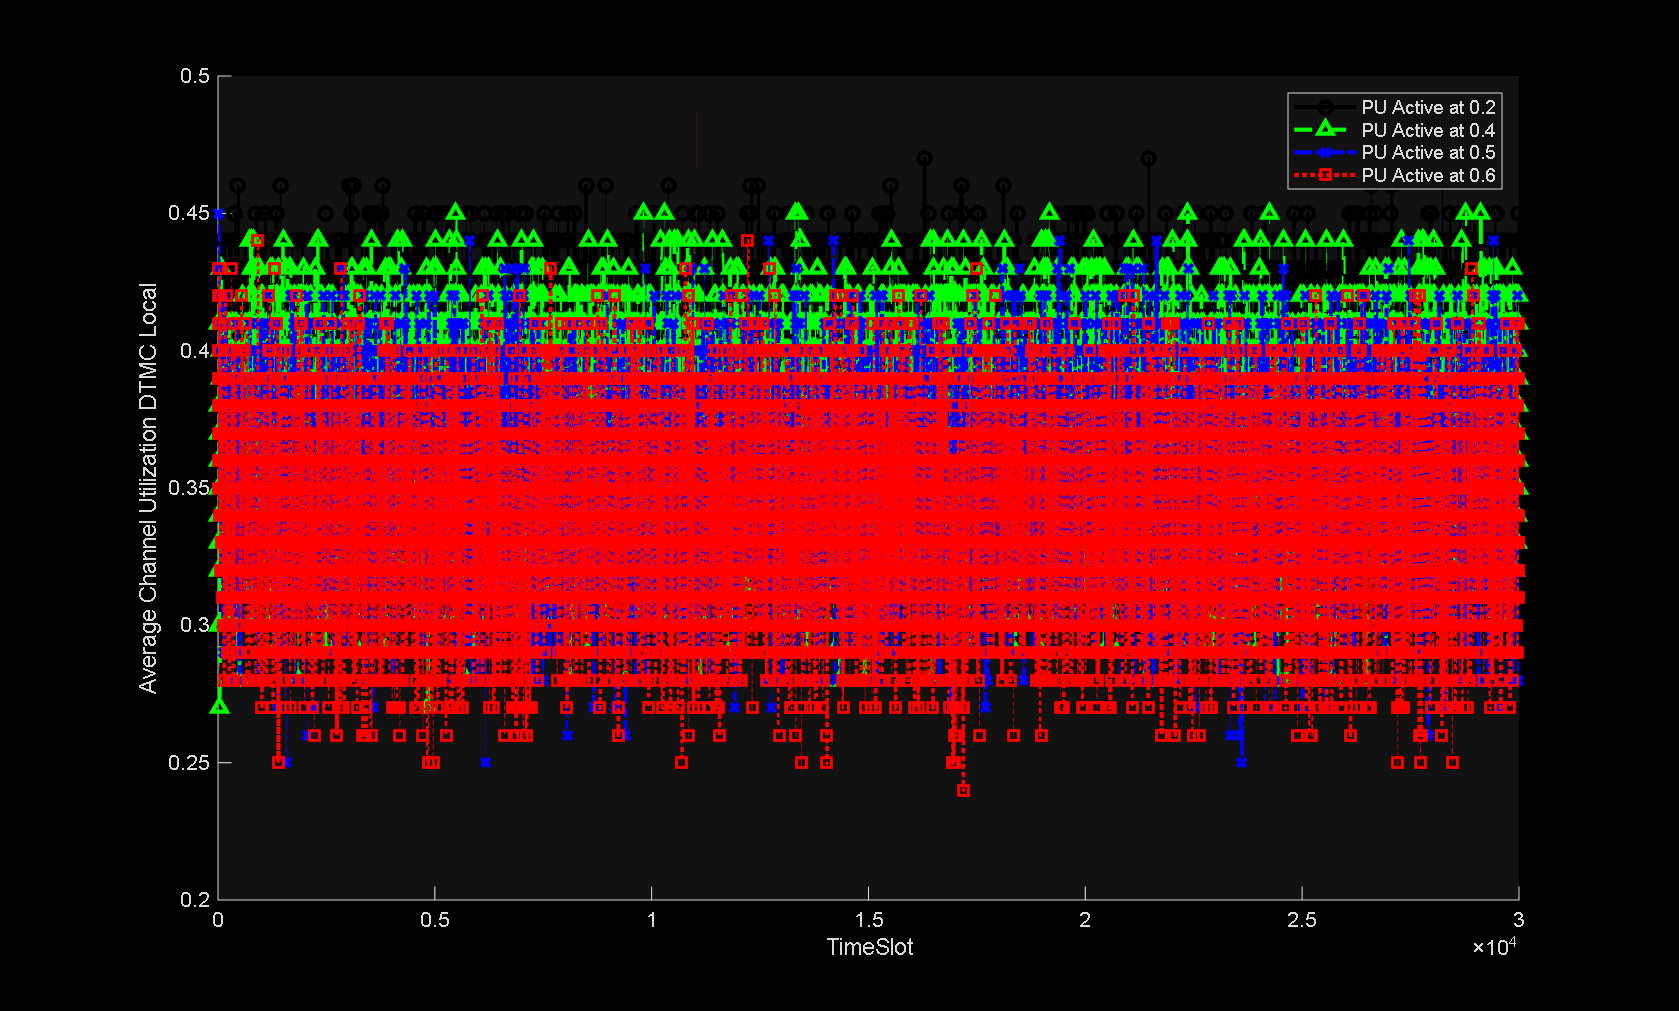 0.5
0.45
0.4
0.35
0.3
0.25
0.2
Average Channel Utilization DTMC Local
PU Active at 0.2
PU Active at 0.4
PU Active at 0.5
PU Active at 0.6
0 0.5 1 1.5 2 2.5 3
TimeSlot
×10⁴